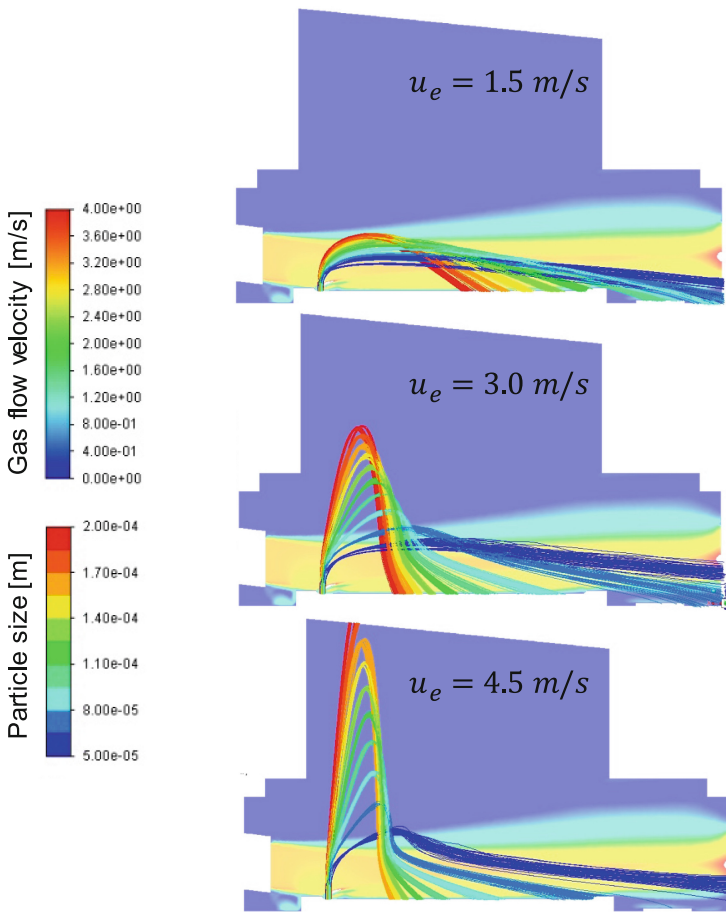 u_e = 1.5 m/s
Gas flow velocity [m/s]
4.00e+00
3.60e+00
3.20e+00
2.80e+00
2.40e+00
2.00e+00
1.60e+00
1.20e+00
8.00e-01
4.00e-01
0.00e+00
u_e = 3.0 m/s
Particle size [m]
2.00e-04
1.70e-04
1.40e-04
1.10e-04
8.00e-05
5.00e-05
u_e = 4.5 m/s